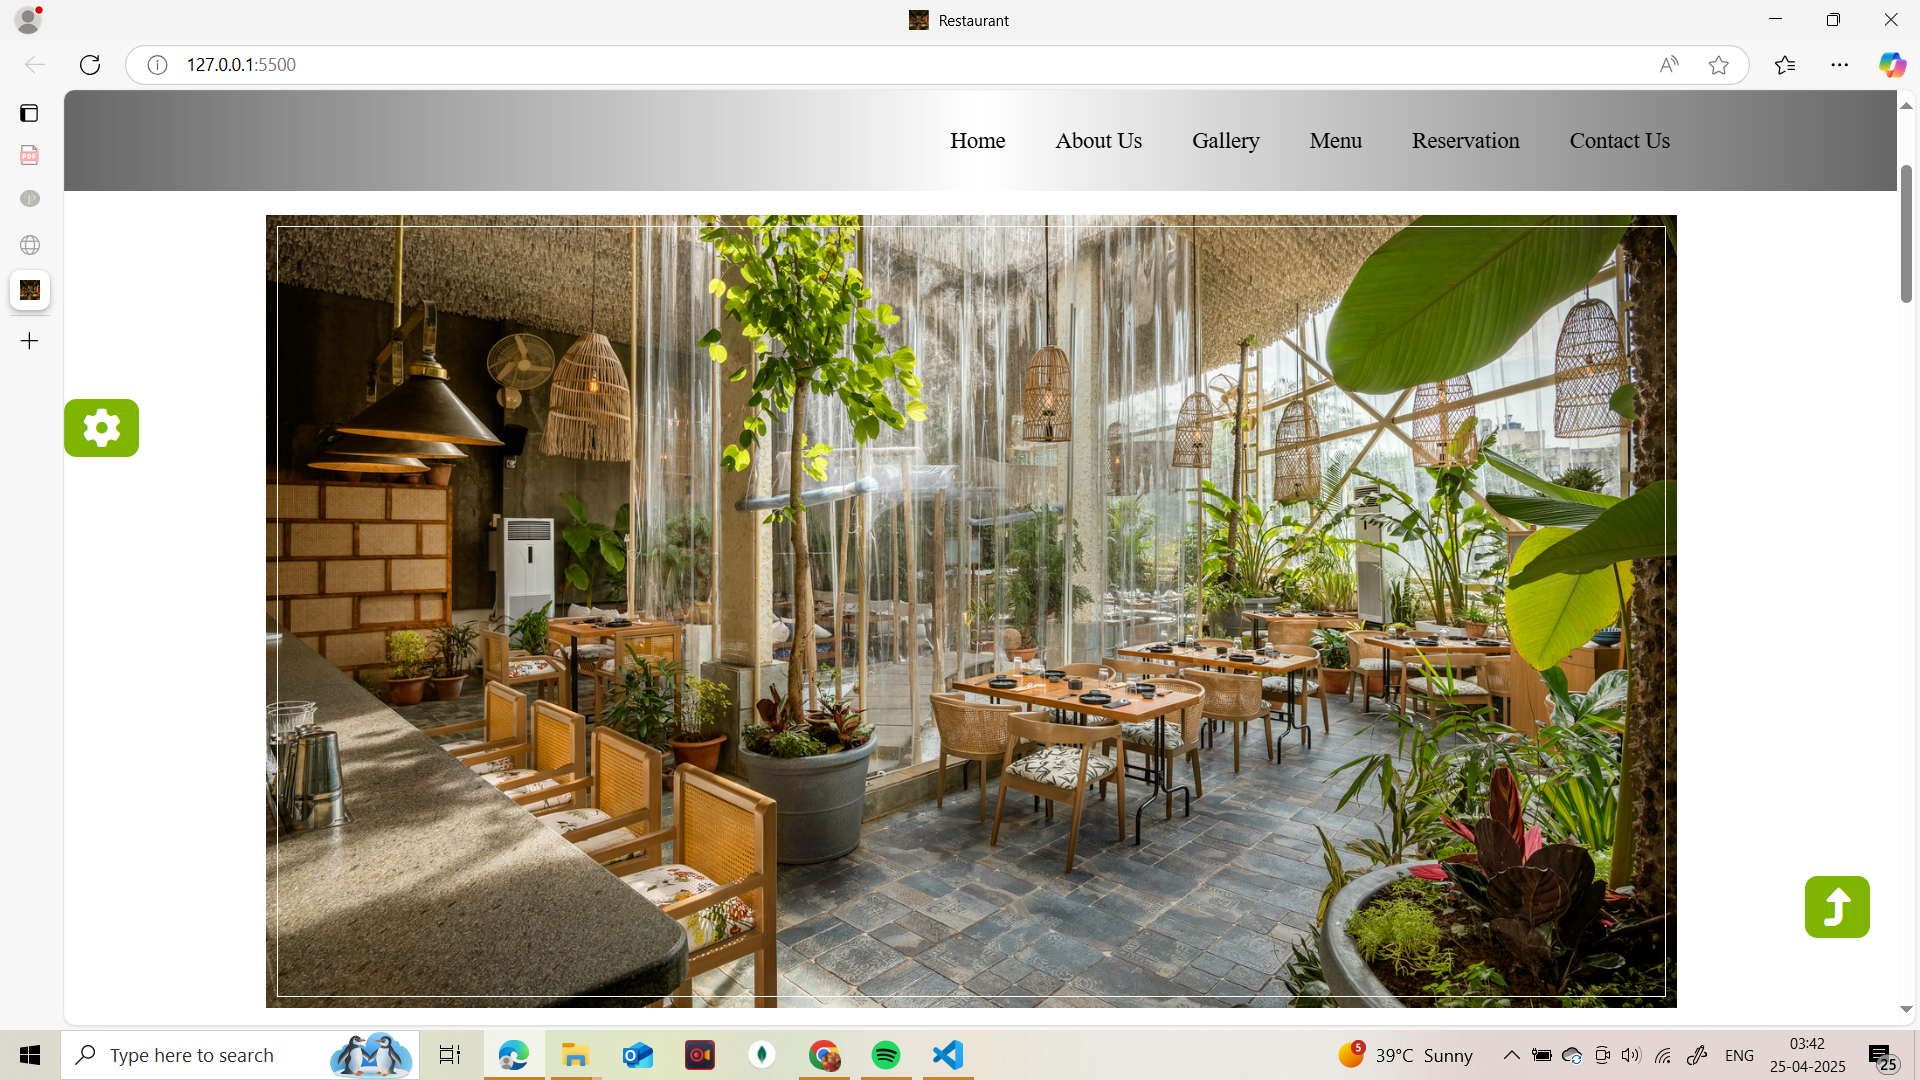 Restaurant
127.0.0.1:5500
PDF
Home
About Us
Gallery
Menu
Reservation
Contact Us
Type here to search
5
39°C Sunny
ENG
03:42
25-04-2025
25